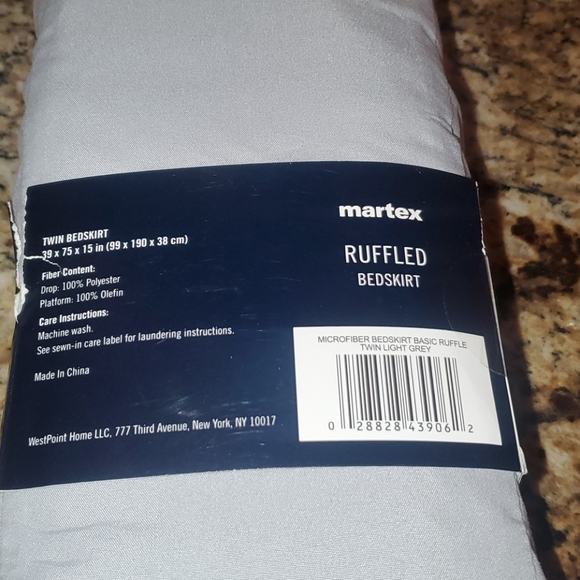 TWIN BEDSKIRT
39 x 75 x 15 in (99 x 190 x 38 cm)
Fiber Content:
Drop: 100% Polyester
Platform: 100% Olefin
Care Instructions:
Machine wash.
See sewn-in care label for laundering instructions.
Made In China
WestPoint Home LLC, 777 Third Avenue, New York, NY 10017
martex
RUFFLED
BEDSKIRT
MICROFIBER BEDSKIRT BASIC RUFFLE
TWIN LIGHT GREY
0 28828 43906 2